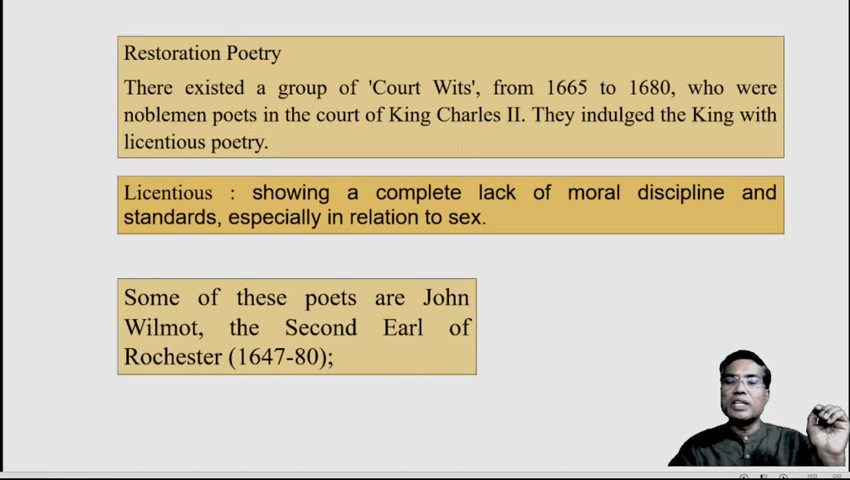 Restoration Poetry
There existed a group of 'Court Wits', from 1665 to 1680, who were
noblemen poets in the court of King Charles II. They indulged the King with
licentious poetry.
Licentious : showing a complete lack of moral discipline and
standards, especially in relation to sex.
Some of these poets are John
Wilmot, the Second Earl of
Rochester (1647-80);